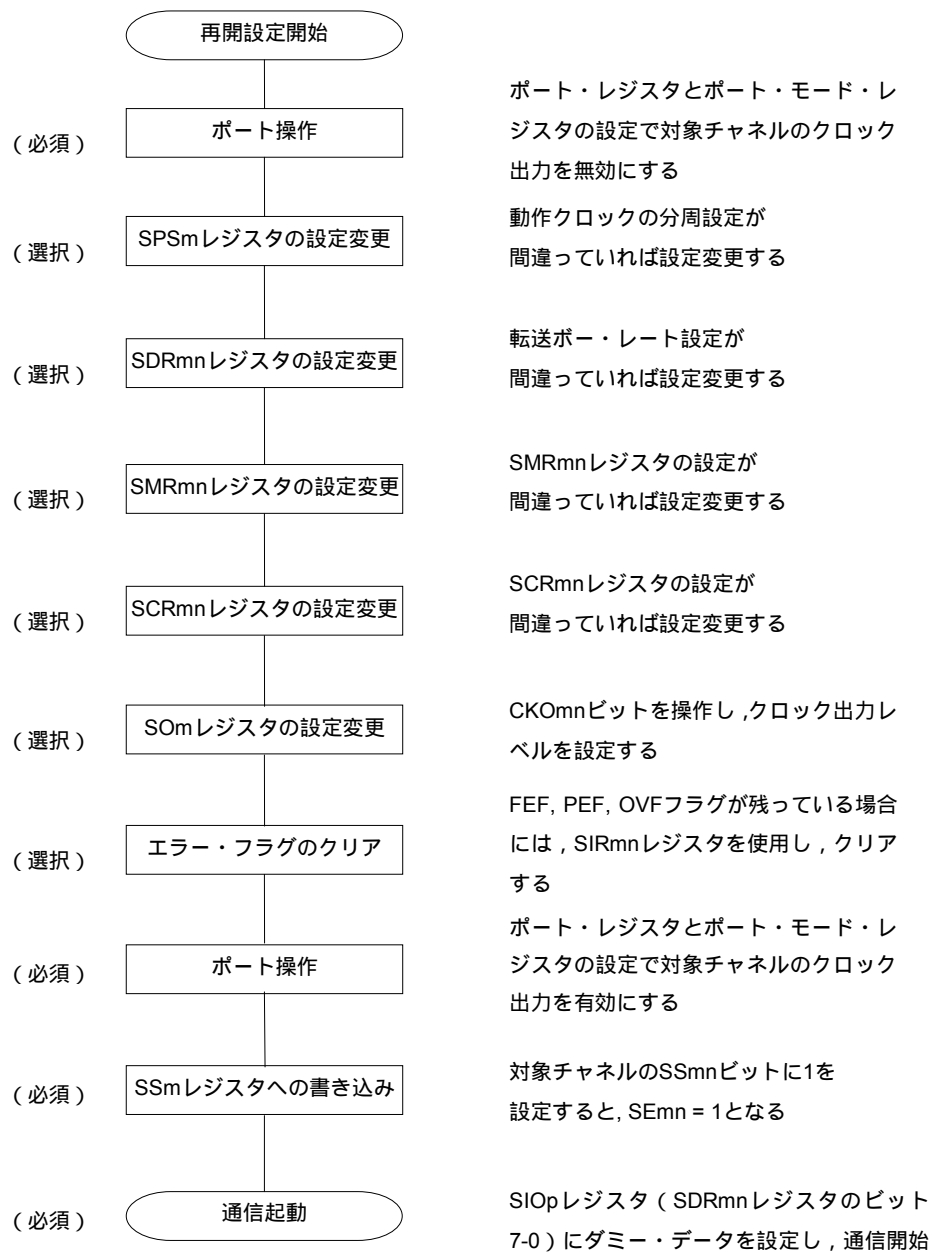 再開設定開始
(必須)
ポート操作
ポート・レジスタとポート・モード・レ
ジスタの設定で対象チャネルのクロック
出力を無効にする
(選択)
SPSmレジスタの設定変更
動作クロックの分周設定が
間違っていれば設定変更する
(選択)
SDRmnレジスタの設定変更
転送ボー・レート設定が
間違っていれば設定変更する
(選択)
SMRmnレジスタの設定変更
SMRmnレジスタの設定が
間違っていれば設定変更する
(選択)
SCRmnレジスタの設定変更
SCRmnレジスタの設定が
間違っていれば設定変更する
(選択)
SOmレジスタの設定変更
CKOmnビットを操作し,クロック出力レ
ベルを設定する
(選択)
エラー・フラグのクリア
FEF, PEF, OVFフラグが残っている場合
には,SIRmnレジスタを使用し,クリア
する
(必須)
ポート操作
ポート・レジスタとポート・モード・レ
ジスタの設定で対象チャネルのクロック
出力を有効にする
(必須)
SSmレジスタへの書き込み
対象チャネルのSSmnビットに1を
設定すると, SEmn = 1となる
(必須)
通信起動
SIOpレジスタ(SDRmnレジスタのビット
7-0)にダミー・データを設定し,通信開始